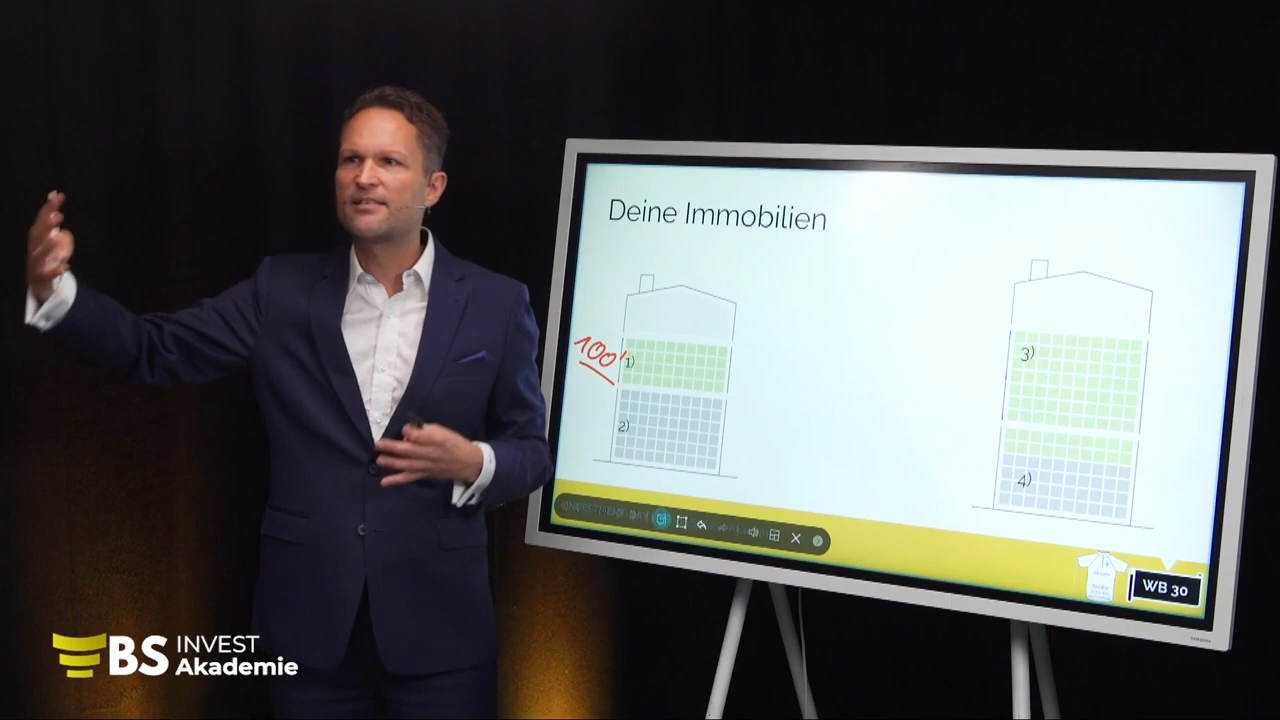 Deine Immobilien
100'
1)
2)
3)
4)
WB 30
BS INVEST
Akademie